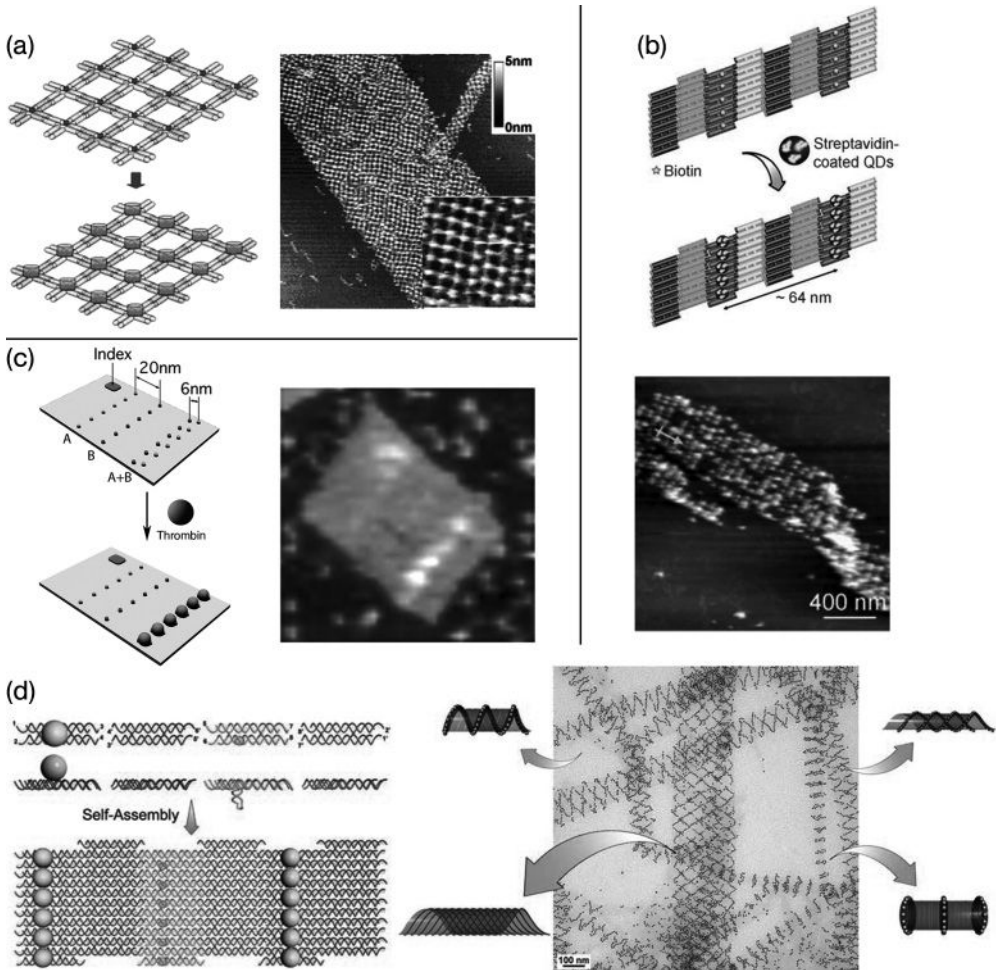 (a)
5nm
0nm
(b)
☆ Biotin
Streptavidin-
coated QDs
~ 64 nm
400 nm
(c)
Index
20nm
6nm
A
B
A+B
Thrombin
(d)
Self-Assembly
100 nm